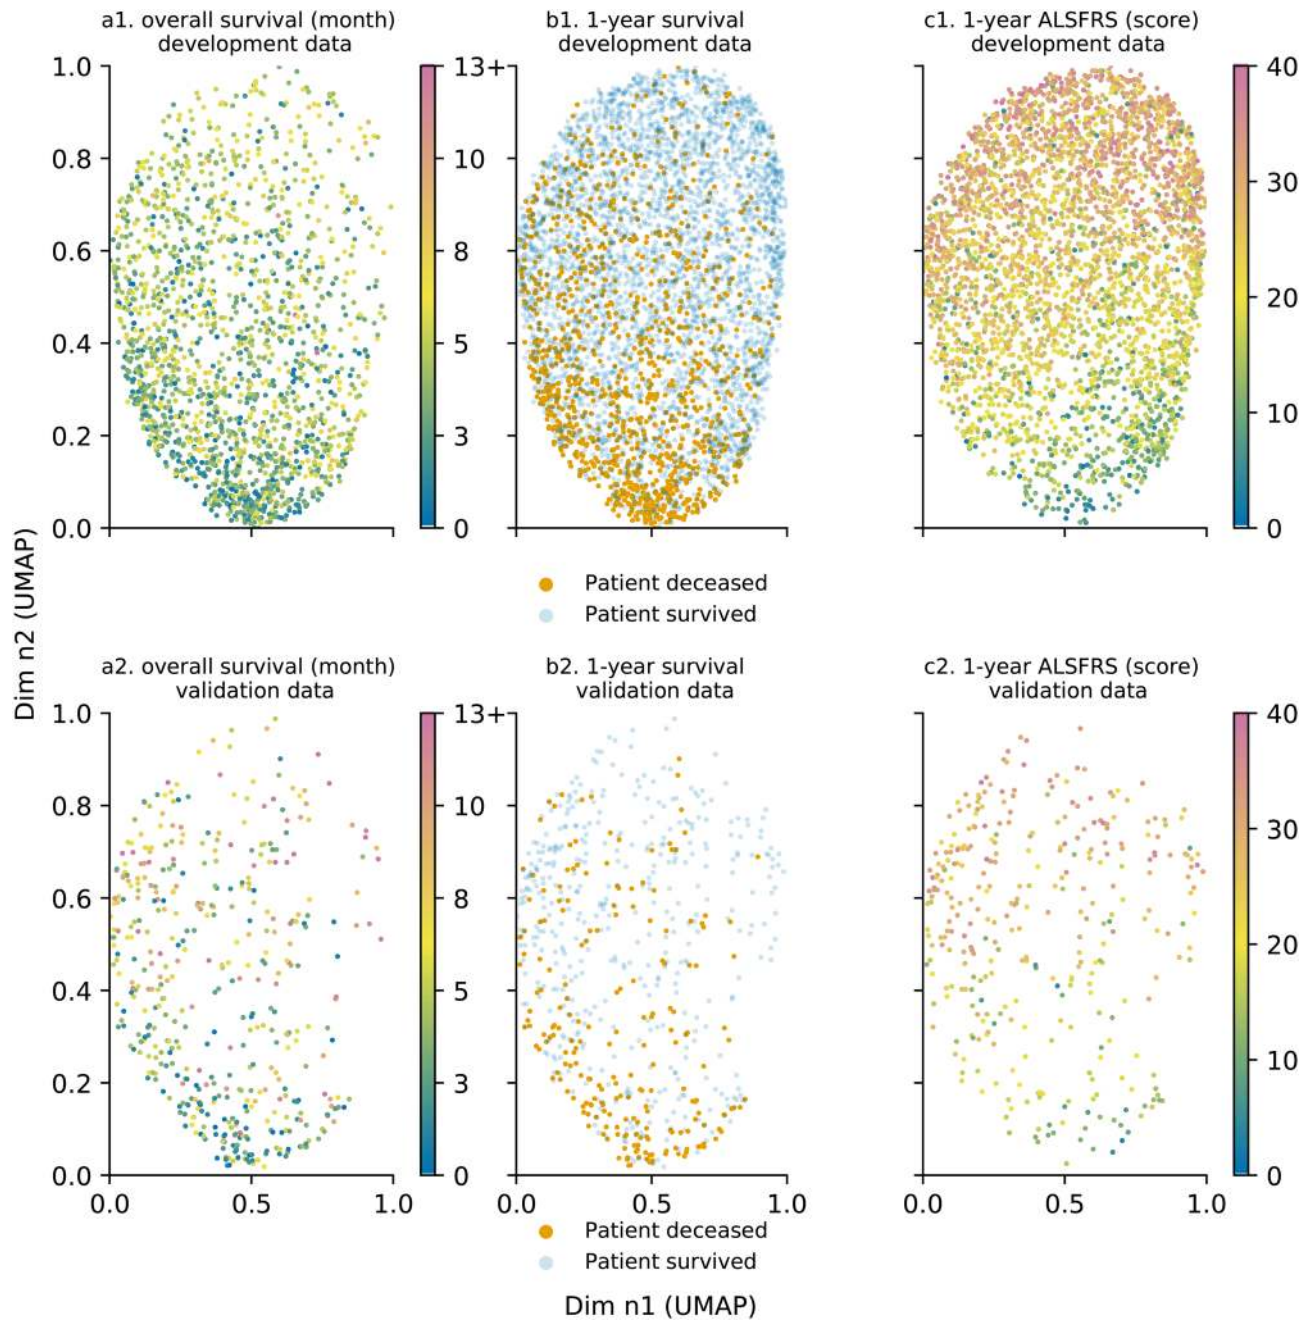 a1. overall survival (month)
development data
b1. 1-year survival
development data
c1. 1-year ALSFRS (score)
development data
1.0
0.8
0.6
0.4
0.2
0.0
13+
10
8
5
3
0
40
30
20
10
0
Patient deceased
Patient survived
Dim n2 (UMAP)
a2. overall survival (month)
validation data
b2. 1-year survival
validation data
c2. 1-year ALSFRS (score)
validation data
1.0
0.8
0.6
0.4
0.2
0.0
13+
10
8
5
3
0
40
30
20
10
0
0.0 0.5 1.0
0.0 0.5 1.0
0.0 0.5 1.0
Patient deceased
Patient survived
Dim n1 (UMAP)